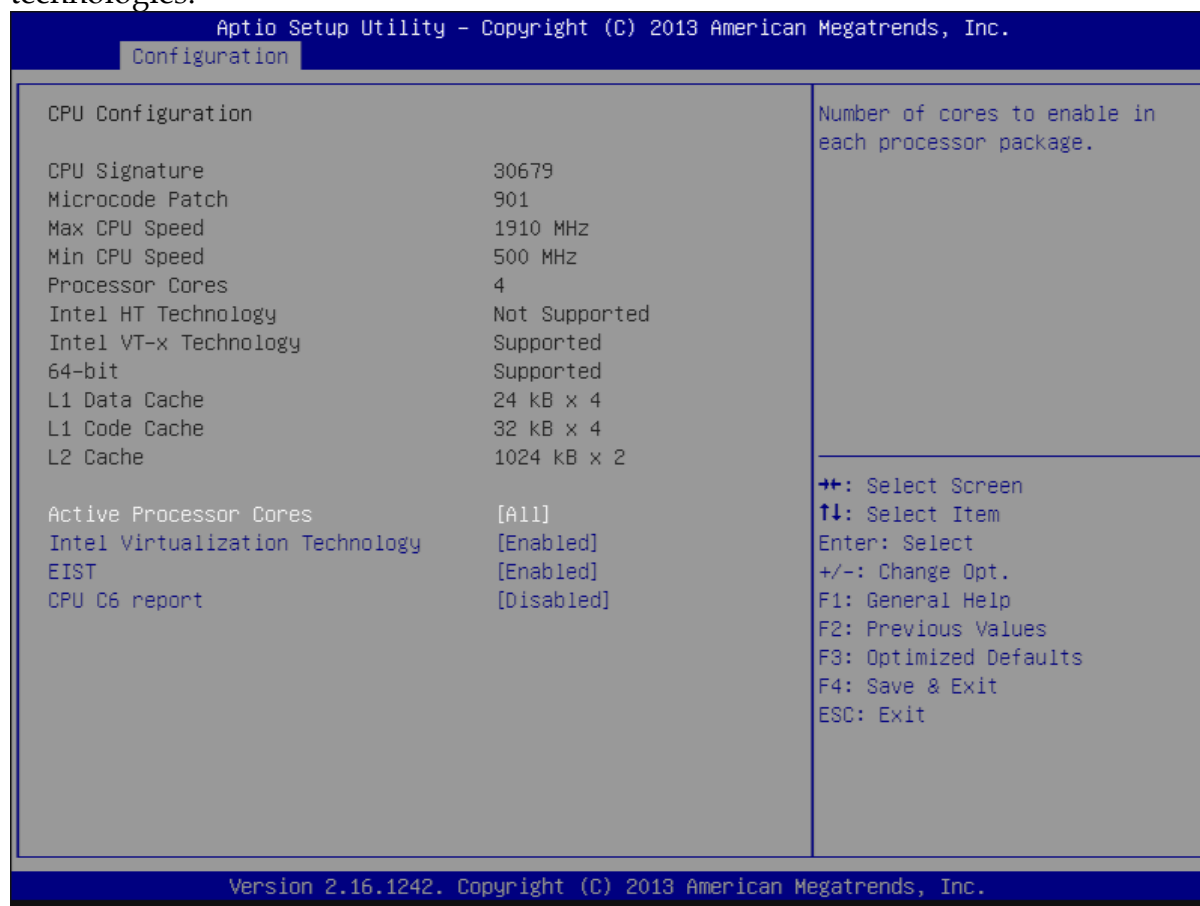 technologies.
Aptio Setup Utility – Copyright (C) 2013 American Megatrends, Inc.
Configuration
CPU Configuration
CPU Signature 30679
Microcode Patch 901
Max CPU Speed 1910 MHz
Min CPU Speed 500 MHz
Processor Cores 4
Intel HT Technology Not Supported
Intel VT-x Technology Supported
64-bit Supported
L1 Data Cache 24 kB x 4
L1 Code Cache 32 kB x 4
L2 Cache 1024 kB x 2
Active Processor Cores [All]
Intel Virtualization Technology [Enabled]
EIST [Enabled]
CPU C6 report [Disabled]
Number of cores to enable in
each processor package.
→←: Select Screen
↑↓: Select Item
Enter: Select
+/-: Change Opt.
F1: General Help
F2: Previous Values
F3: Optimized Defaults
F4: Save & Exit
ESC: Exit
Version 2.16.1242. Copyright (C) 2013 American Megatrends, Inc.